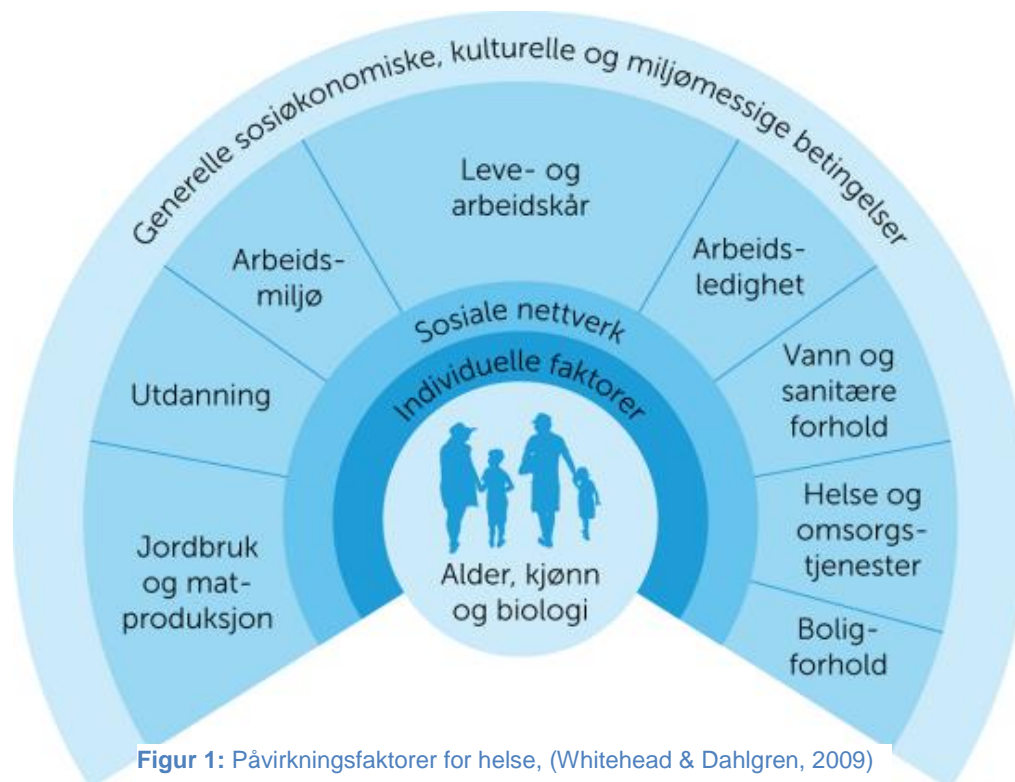 Generelle sosiøkonomiske, kulturelle og miljømessige betingelser
Leve- og
arbeidskår
Arbeids-
miljø
Arbeids-
ledighet
Utdanning
Vann og
sanitære
forhold
Jordbruk
og mat-
produksjon
Helse og
omsorgs-
tjenester
Bolig-
forhold
Sosiale nettverk
Individuelle faktorer
Alder, kjønn
og biologi
Figur 1: Påvirkningsfaktorer for helse, (Whitehead & Dahlgren, 2009)